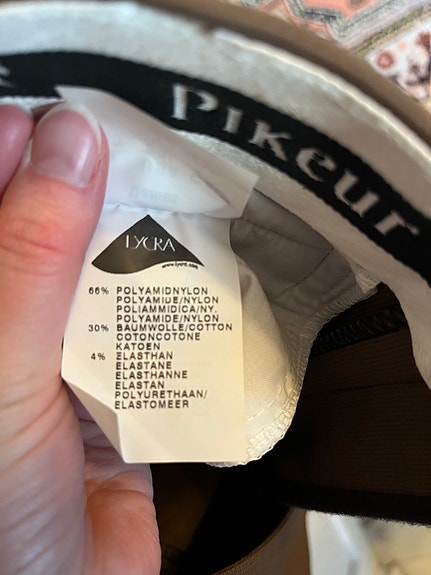 PIKEUR
LYCRA
www.lycra.com
66% POLYAMIDNYLON
POLYAMIDE/NYLON
POLIAMMIDICA/NY.
POLYAMIDE/NYLON
30% BAUMWOLLE/COTTON
COTONCOTONE
KATOEN
4% ELASTHAN
ELASTANE
ELASTHANNE
ELASTAN
POLYURETHAAN/
ELASTOMEER